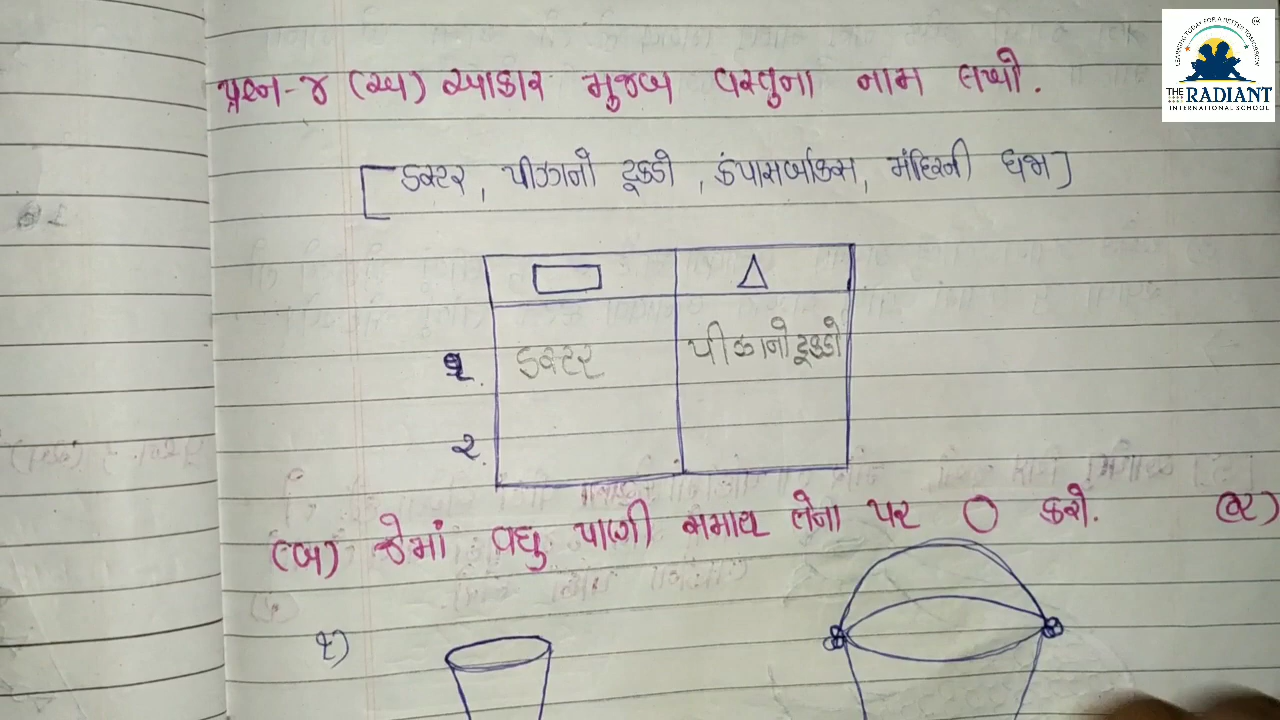 પ્રશ્ન-૪ (અ) આકાર મુજબ વસ્તુના નામ લખો.
[ડસ્ટર, પીઝાનો ટૂકડો, કંપાસબોક્સ, મંદિરની ધજા]
૧. ડસ્ટર પીઝાનો ટૂકડો
૨.
(બ) જેમાં વધુ પાણી સમાય તેના પર ○ કરો. (૨)
૧)
THE RADIANT
INTERNATIONAL SCHOOL